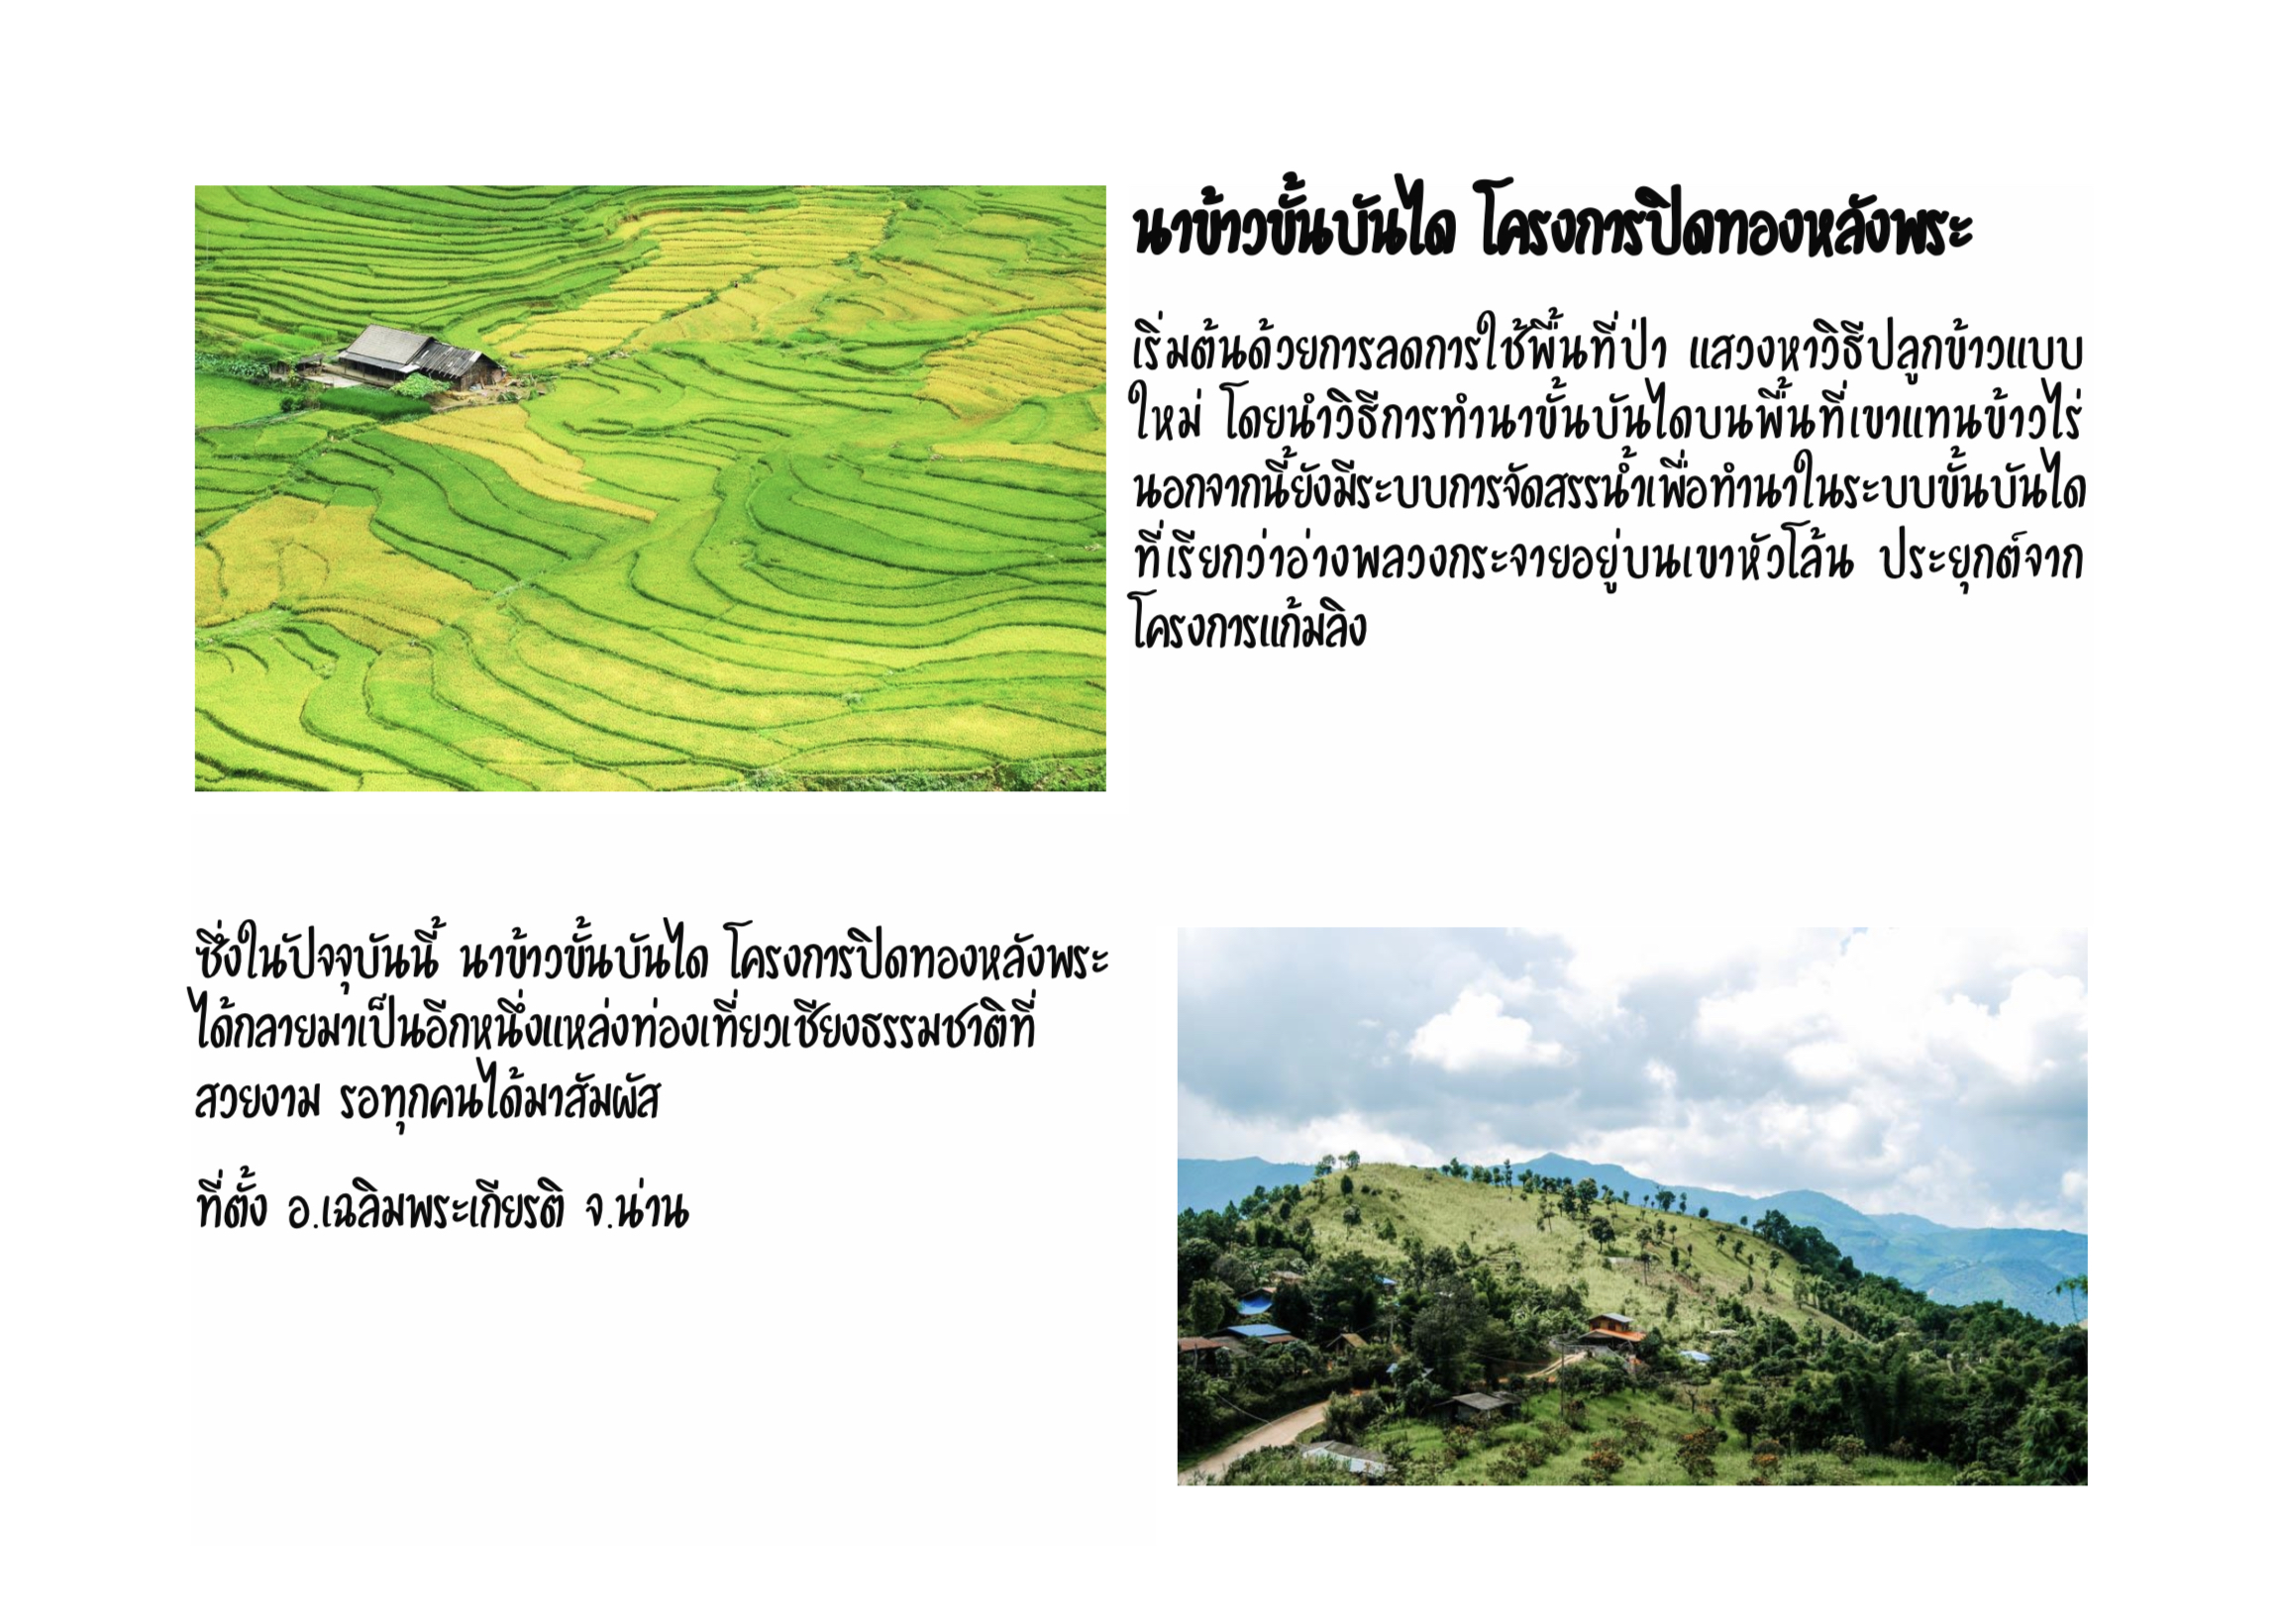 นาข้าวขั้นบันได โครงการปิดทองหลังพระ
เริ่มต้นด้วยการลดการใช้พื้นที่ป่า แสวงหาวิธีปลูกข้าวแบบ
ใหม่ โดยนำวิธีการทำนาขั้นบันไดบนพื้นที่เขาแทนข้าวไร่
นอกจากนี้ยังมีระบบการจัดสรรน้ำเพื่อทำนาในระบบขั้นบันได
ที่เรียกว่าอ่างพลวงกระจายอยู่บนเขาหัวโล้น ประยุกต์จาก
โครงการแก้มลิง
ซึ่งในปัจจุบันนี้ นาข้าวขั้นบันได โครงการปิดทองหลังพระ
ได้กลายมาเป็นอีกหนึ่งแหล่งท่องเที่ยวเชียงธรรมชาติที่
สวยงาม รอทุกคนได้มาสัมผัส
ที่ตั้ง อ.เฉลิมพระเกียรติ จ.น่าน